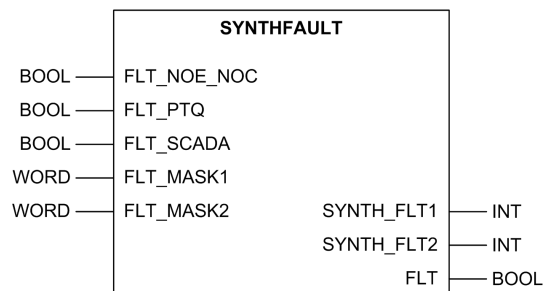 SYNTHFAULT
BOOL FLT_NOE_NOC
BOOL FLT_PTQ
BOOL FLT_SCADA
WORD FLT_MASK1
WORD FLT_MASK2 SYNTH_FLT1 INT
SYNTH_FLT2 INT
FLT BOOL